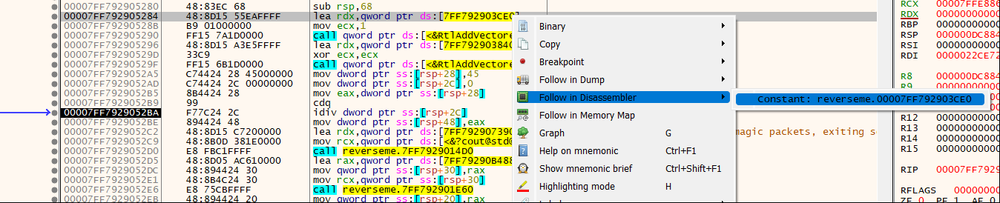 00007FF792905280 48:83EC 68 sub rsp,68
00007FF792905284 48:8D15 55EAFFFF lea rdx,qword ptr ds:[7FF792903CE0]
00007FF79290528B B9 01000000 mov ecx,1
00007FF792905290 FF15 7A1D0000 call qword ptr ds:[<&RtlAddVectore
00007FF792905296 48:8D15 A3E5FFFF lea rdx,qword ptr ds:[7FF792903840
00007FF79290529D 33C9 xor ecx,ecx
00007FF79290529F FF15 6B1D0000 call qword ptr ds:[<&RtlAddVectore
00007FF7929052A5 C74424 28 45000000 mov dword ptr ss:[rsp+28],45
00007FF7929052AD C74424 2C 00000000 mov dword ptr ss:[rsp+2C],0
00007FF7929052B5 8B4424 28 mov eax,dword ptr ss:[rsp+28]
00007FF7929052B9 99 cdq
00007FF7929052BA F77C24 2C idiv dword ptr ss:[rsp+2C]
00007FF7929052BE 894424 48 mov dword ptr ss:[rsp+48],eax
00007FF7929052C2 48:8D15 C7200000 lea rdx,qword ptr ds:[7FF792907390
00007FF7929052C9 48:8B0D 381E0000 mov rcx,qword ptr ds:[<&?cout@std@
00007FF7929052D0 E8 FBC1FFFF call reverseme.7FF7929014D0
00007FF7929052D5 48:8D05 AC610000 lea rax,qword ptr ds:[7FF79290B488
00007FF7929052DC 48:894424 30 mov qword ptr ss:[rsp+30],rax
00007FF7929052E1 48:8B4C24 30 mov rcx,qword ptr ss:[rsp+30]
00007FF7929052E6 E8 75CBFFFF call reverseme.7FF792901E60
00007FF7929052EB 48:894424 20 mov qword ptr ss:[rsp+20],rax
Binary
Copy
Breakpoint
Follow in Dump
Follow in Disassembler
Follow in Memory Map
Graph G
Help on mnemonic Ctrl+F1
Show mnemonic brief Ctrl+Shift+F1
Highlighting mode H
Constant: reverseme.00007FF792903CE0
magic packets, exiting s
RCX 00007FFE886
RDX 00000000000
RBP 00000000000
RSP 000000DC884
RSI 00000000000
RDI 0000022CE72
R8 000000DC884
R9
R12 00000000000
R13 00000000000
R14 00000000000
R15 00000000000
RIP 00007FF7929
RFLAGS 00000000
ZF 0 PF 1 AF 0